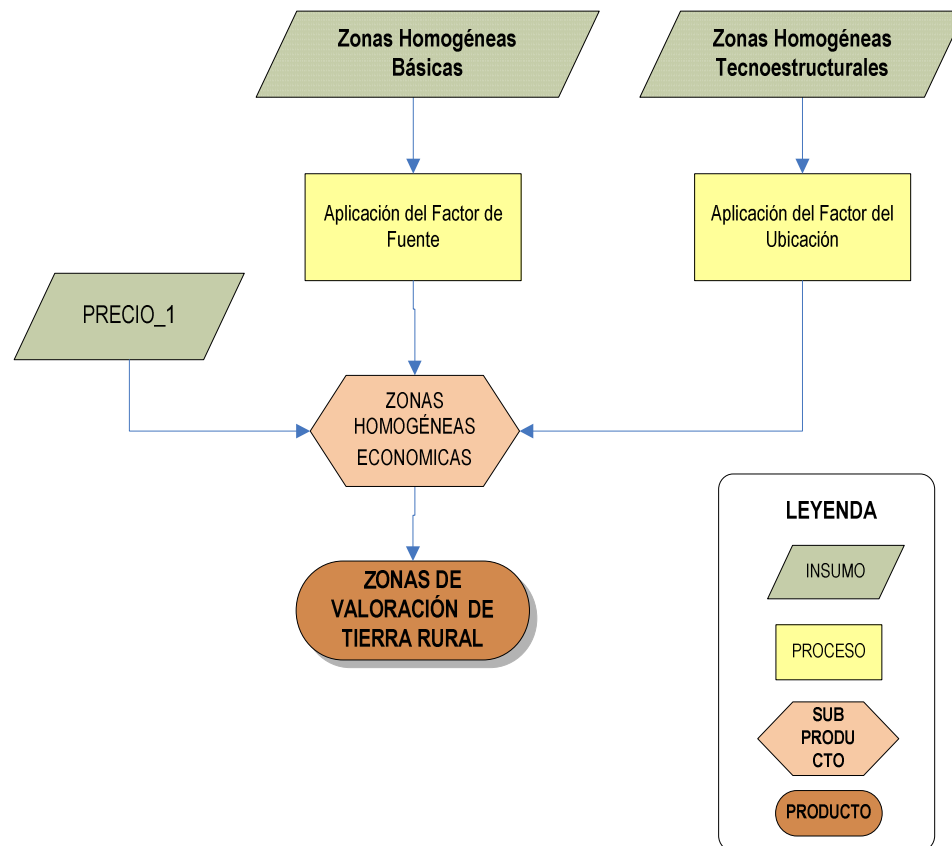 Zonas Homogéneas
Básicas
Zonas Homogéneas
Tecnoestructurales
Aplicación del Factor de
Fuente
Aplicación del Factor del
Ubicación
PRECIO_1
ZONAS
HOMOGÉNEAS
ECONOMICAS
ZONAS DE
VALORACIÓN DE
TIERRA RURAL
LEYENDA
INSUMO
PROCESO
SUB
PRODU
CTO
PRODUCTO